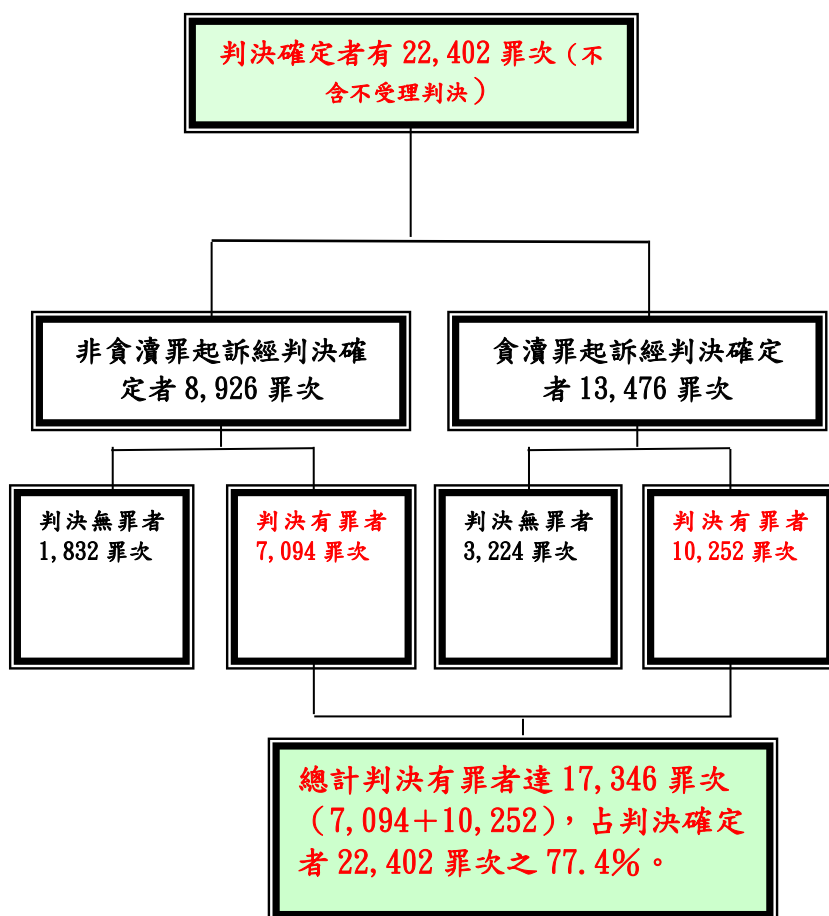 判決確定者有 22,402 罪次（不
含不受理判決）
非貪瀆罪起訴經判決確
定者 8,926 罪次
貪瀆罪起訴經判決確定
者 13,476 罪次
判決無罪者
1,832 罪次
判決有罪者
7,094 罪次
判決無罪者
3,224 罪次
判決有罪者
10,252 罪次
總計判決有罪者達 17,346 罪次
（7,094＋10,252），占判決確定
者 22,402 罪次之 77.4％。